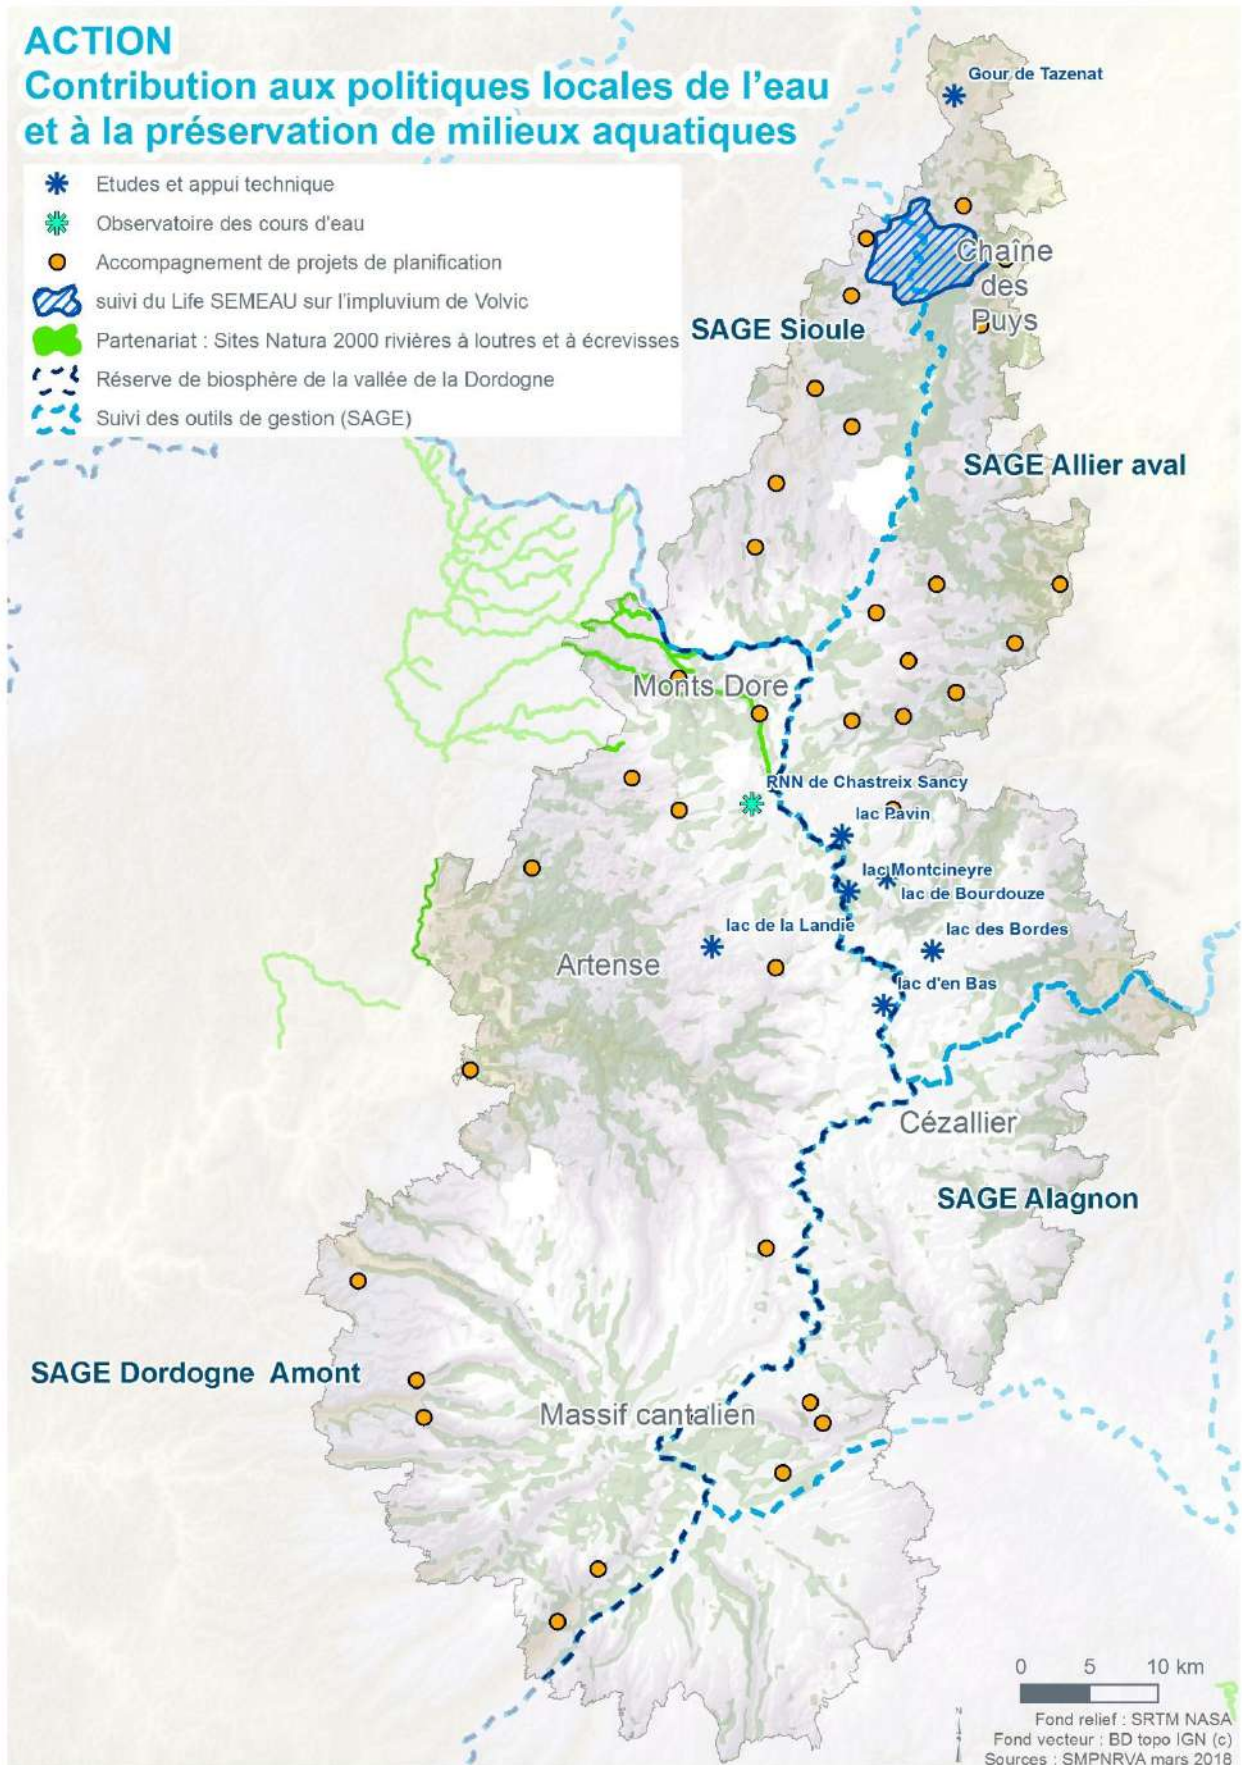 ACTION
Contribution aux politiques locales de l'eau
et à la préservation de milieux aquatiques
Etudes et appui technique
Observatoire des cours d'eau
Accompagnement de projets de planification
suivi du Life SEMEAU sur l'impluvium de Volvic
Partenariat : Sites Natura 2000 rivières à loutres et à écrevisses
Réserve de biosphère de la vallée de la Dordogne
Suivi des outils de gestion (SAGE)
Gour de Tazenat
Chaîne
des
Puys
SAGE Sioule
SAGE Allier aval
Monts Dore
RNN de Chastreix Sancy
lac Pavin
lac Montcineyre
lac de Bourdouze
lac de la Landie
lac des Bordes
Artense
lac d'en Bas
Cézallier
SAGE Alagnon
SAGE Dordogne Amont
Massif cantalien
0 5 10 km
N
Fond relief : SRTM NASA
Fond vecteur : BD topo IGN (c)
Sources : SMPNRVA mars 2018